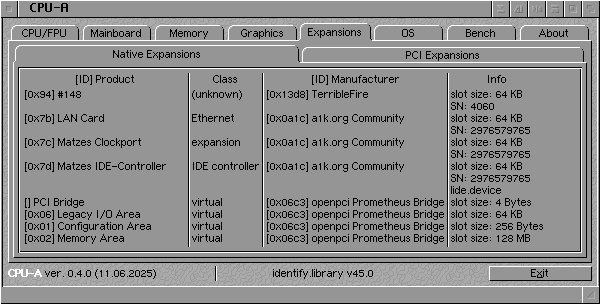 CPU-A
CPU/FPU Mainboard Memory Graphics Expansions OS Bench About
Native Expansions PCI Expansions
[ID] Product Class [ID] Manufacturer Info
[0x94] #148 (unknown) [0x13d8] TerribleFire slot size: 64 KB
SN: 4060
[0x7b] LAN Card Ethernet [0x0a1c] a1k.org Community slot size: 64 KB
SN: 2976579765
[0x7c] Matzes Clockport expansion [0x0a1c] a1k.org Community slot size: 64 KB
SN: 2976579765
[0x7d] Matzes IDE-Controller IDE controller [0x0a1c] a1k.org Community slot size: 64 KB
SN: 2976579765
lide.device
[] PCI Bridge virtual [0x06c3] openpci Prometheus Bridge slot size: 4 Bytes
[0x06] Legacy I/O Area virtual [0x06c3] openpci Prometheus Bridge slot size: 64 KB
[0x01] Configuration Area virtual [0x06c3] openpci Prometheus Bridge slot size: 256 Bytes
[0x02] Memory Area virtual [0x06c3] openpci Prometheus Bridge slot size: 128 MB
CPU-A ver. 0.4.0 (11.06.2025) identify.library v45.0 Exit